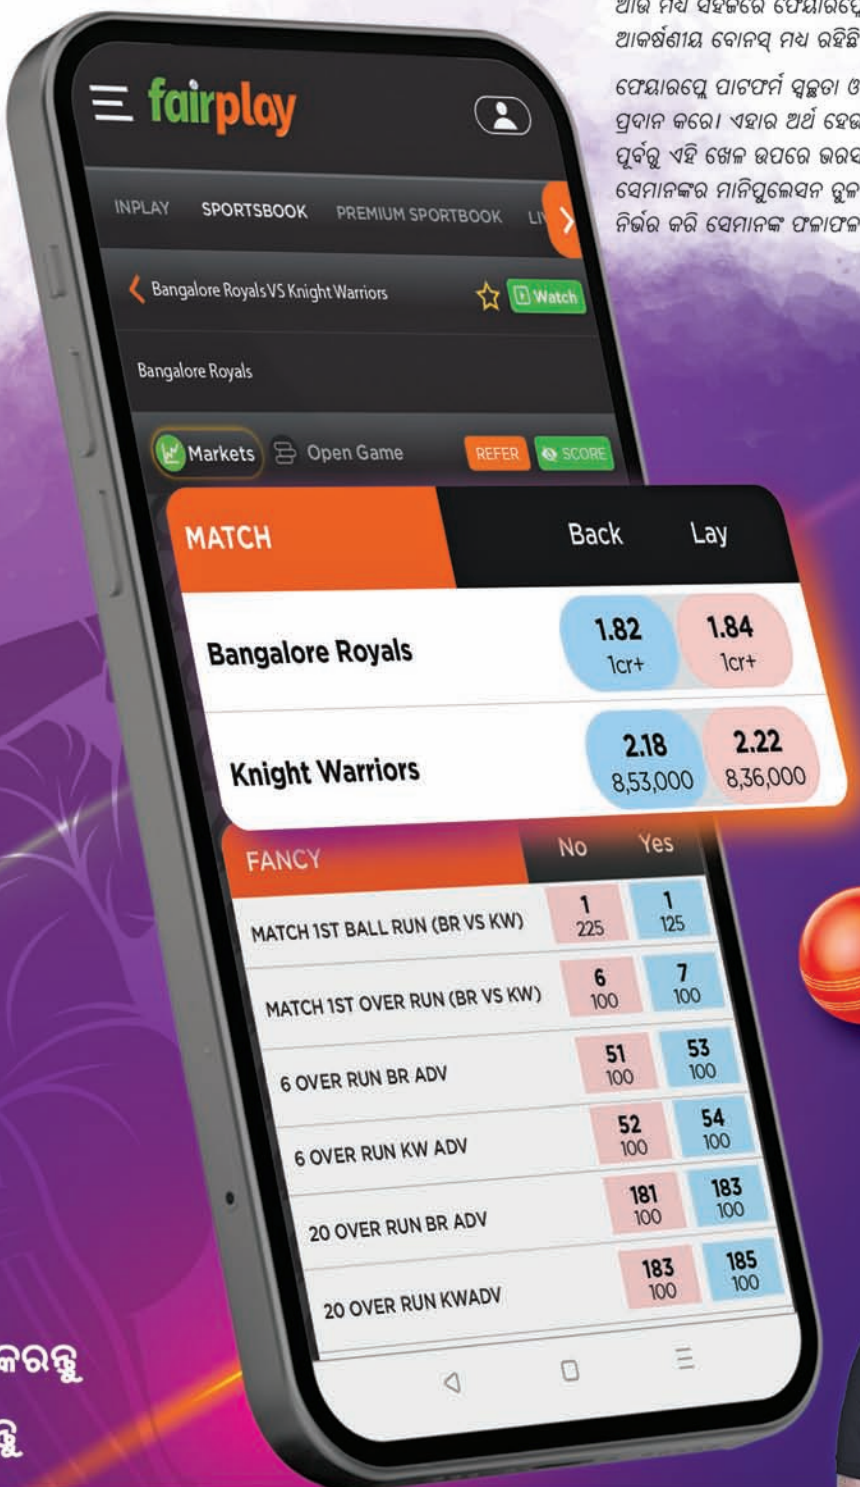 ଆଉ ମଧ୍ୟ ସହଜରେ ଫେୟାରପ୍ଲେ
ଆକର୍ଷଣୀୟ ବୋନସ୍ ମଧ୍ୟ ରହିଛି
ଫେୟାରପ୍ଲେ ପାଟଫର୍ମ ସ୍ୱଚ୍ଛତା ଓ
ପ୍ରଦାନ କରେ। ଏହାର ଅର୍ଥ ହେଉ
ପୂର୍ବରୁ ଏହି ଖେଳ ଉପରେ ଭରସ
ସେମାନଙ୍କର ମାନିପୁଲେସନ ତୁଳ
ନିର୍ଭର କରି ସେମାନଙ୍କ ଫଳାଫଳ
fairplay
INPLAY SPORTSBOOK PREMIUM SPORTBOOK
Bangalore Royals VS Knight Warriors Watch
Bangalore Royals
Markets Open Game REFER SCORE
MATCH Back Lay
Bangalore Royals 1.82 1.84
1cr+ 1cr+
Knight Warriors 2.18 2.22
8,53,000 8,36,000
FANCY No Yes
MATCH 1ST BALL RUN (BR VS KW) 1 1
225 125
MATCH 1ST OVER RUN (BR VS KW) 6 7
100 100
6 OVER RUN BR ADV 51 53
100 100
6 OVER RUN KW ADV 52 54
100 100
20 OVER RUN BR ADV 181 183
100 100
20 OVER RUN KWADV 183 185
100 100
କରନ୍ତୁ